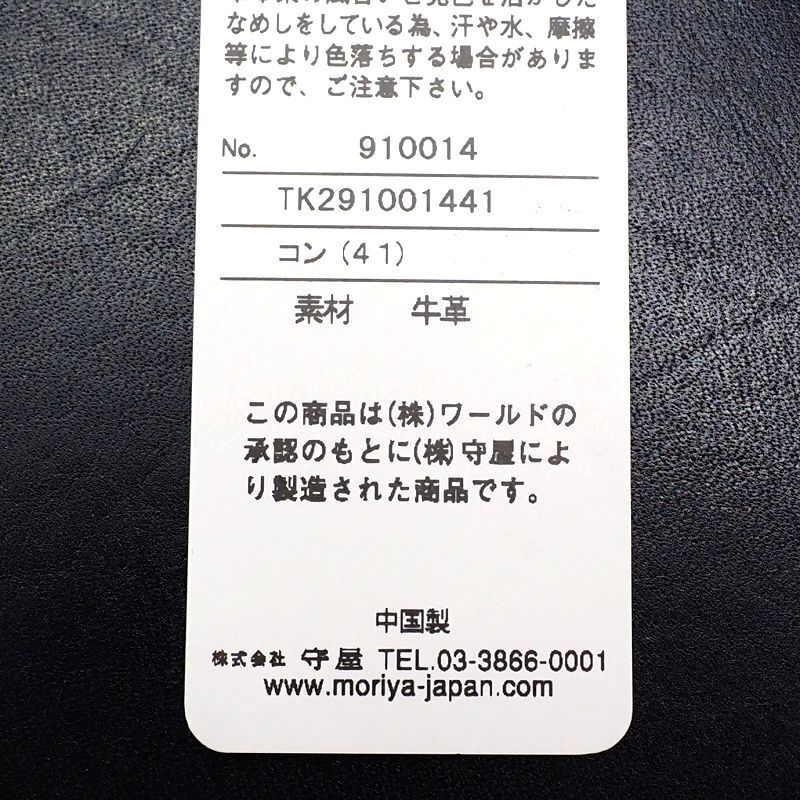 なめしをしている為、汗や水、摩擦
等により色落ちする場合がありま
すので、ご注意下さい。
No. 910014
TK291001441
コン(41)
素材 牛革
この商品は(株)ワールドの
承認のもとに(株)守屋によ
り製造された商品です。
中国製
株式会社 守屋 TEL.03-3866-0001
www.moriya-japan.com